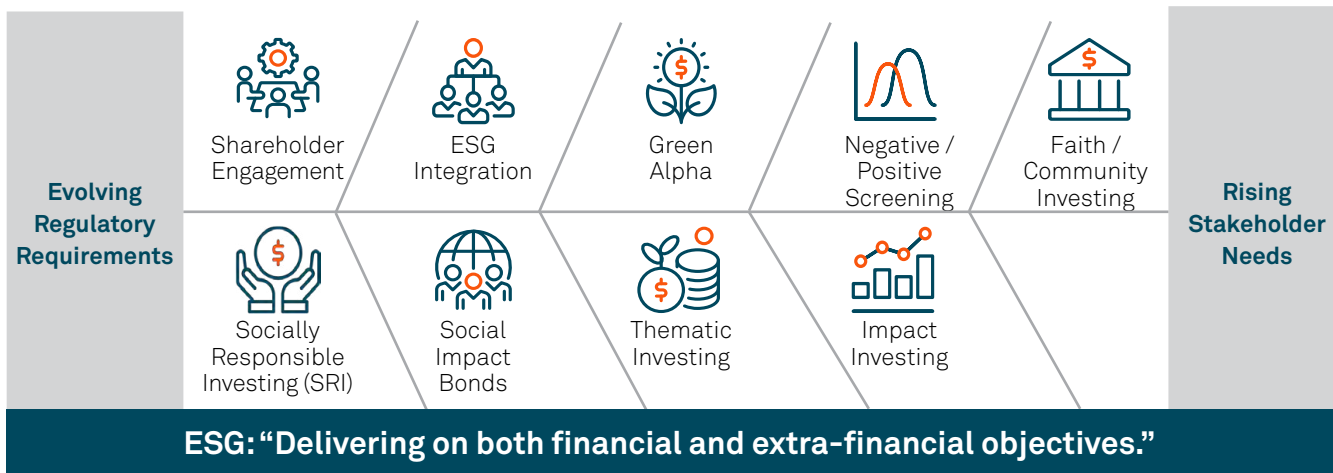 Evolving
Regulatory
Requirements
Shareholder
Engagement
ESG
Integration
Green
Alpha
Negative /
Positive
Screening
Faith /
Community
Investing
Socially
Responsible
Investing (SRI)
Social
Impact
Bonds
Thematic
Investing
Impact
Investing
Rising
Stakeholder
Needs
ESG: “Delivering on both financial and extra-financial objectives.”